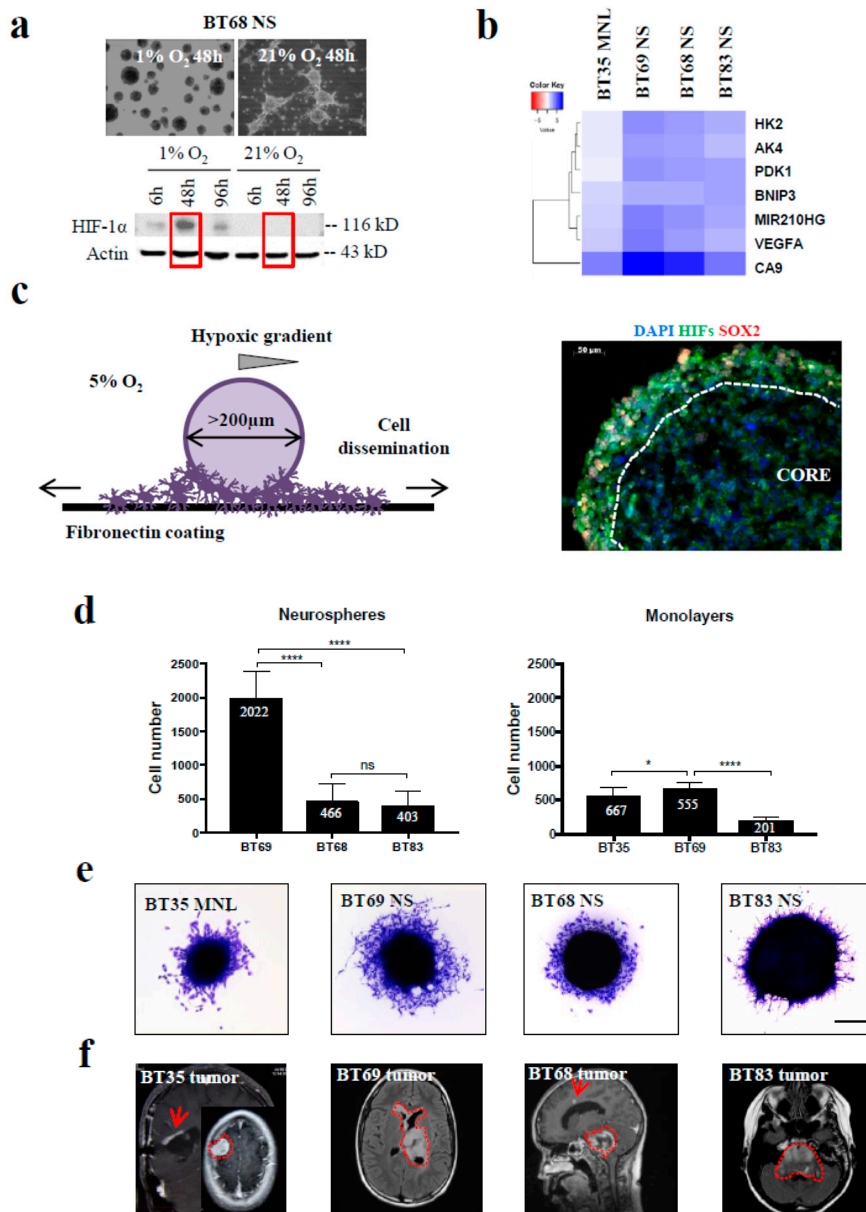 a
BT68 NS
1% O₂ 48h
21% O₂ 48h
1% O₂
21% O₂
6h
48h
96h
6h
48h
96h
HIF-1α
-- 116 kD
Actin
-- 43 kD
b
BT35 MNL
BT69 NS
BT68 NS
BT83 NS
Color Key
-5
5
Value
HK2
AK4
PDK1
BNIP3
MIR210HG
VEGFA
CA9
c
Hypoxic gradient
5% O₂
>200µm
Cell
dissemination
Fibronectin coating
DAPI HIFs SOX2
50 µm
CORE
d
Neurospheres
Cell number
2500
2000
1500
1000
500
0
****
****
ns
2022
466
403
BT69
BT68
BT83
Monolayers
Cell number
2500
2000
1500
1000
500
0
*
****
667
555
201
BT35
BT69
BT83
e
BT35 MNL
BT69 NS
BT68 NS
BT83 NS
f
BT35 tumor
BT69 tumor
BT68 tumor
BT83 tumor